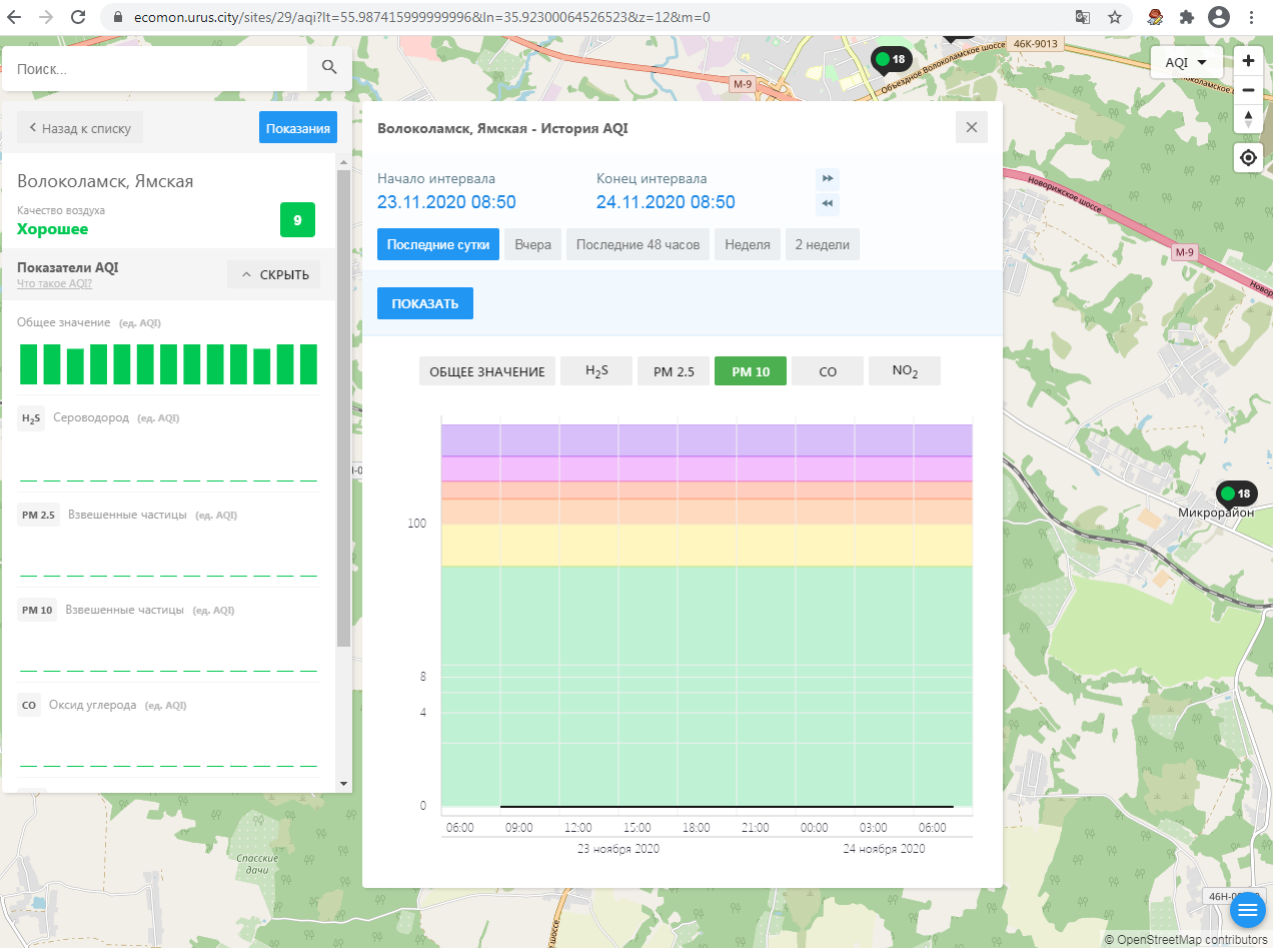 ecomon.urus.city/sites/29/aqi?lt=55.987415999999996&ln=35.92300064526523&z=12&m=0
Поиск...
46К-9013
18
Объездное Волоколамское шоссе
М-9
AQI
Назад к списку
Показания
Волоколамск, Ямская - История AQI
Волоколамск, Ямская
Качество воздуха
Хорошее
9
Начало интервала
Конец интервала
23.11.2020 08:50
24.11.2020 08:50
Последние сутки
Вчера
Последние 48 часов
Неделя
2 недели
Показатели AQI
Что такое AQI?
СКРЫТЬ
ПОКАЗАТЬ
Общее значение (ед. AQI)
ОБЩЕЕ ЗНАЧЕНИЕ
H2S
PM 2.5
PM 10
CO
NO2
H2S Сероводород (ед. AQI)
PM 2.5 Взвешенные частицы (ед. AQI)
PM 10 Взвешенные частицы (ед. AQI)
CO Оксид углерода (ед. AQI)
100
8
4
0
06:00 09:00 12:00 15:00 18:00 21:00 00:00 03:00 06:00
23 ноября 2020
24 ноября 2020
Новорижское шоссе
М-9
18
Микрорайон
Спасские
дачи
© OpenStreetMap contributors